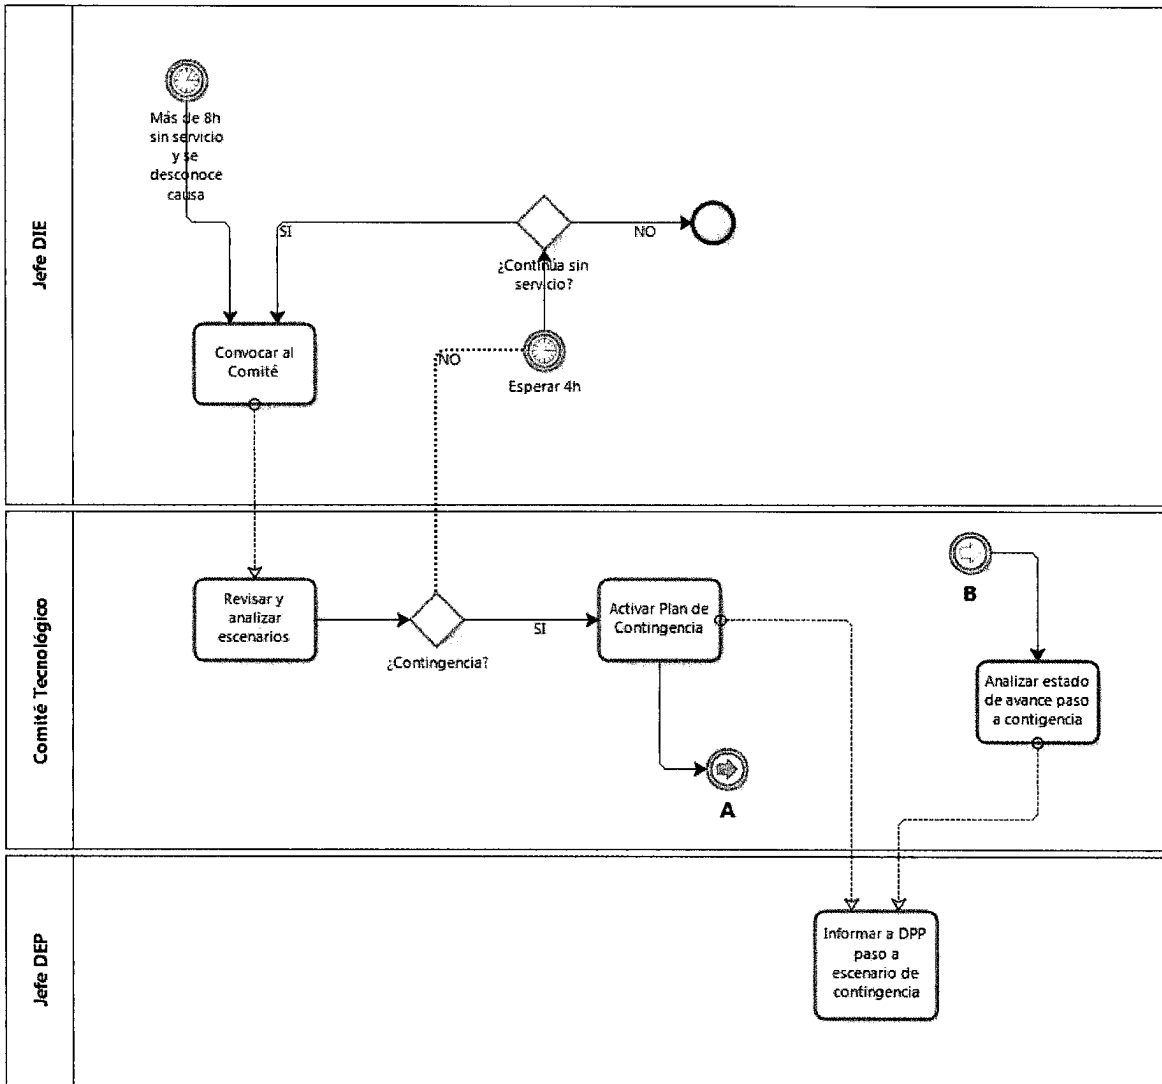 Jefe DIE
Más de 8h
sin servicio
y se
desconoce
causa
SI
NO
¿Continúa sin
servicio?
Convocar al
Comité
NO
Esperar 4h
Comité Tecnológico
Revisar y
analizar
escenarios
¿Contingencia?
SI
Activar Plan de
Contingencia
A
B
Analizar estado
de avance paso
a contigencia
Jefe DEP
Informar a DPP
paso a
escenario de
contingencia